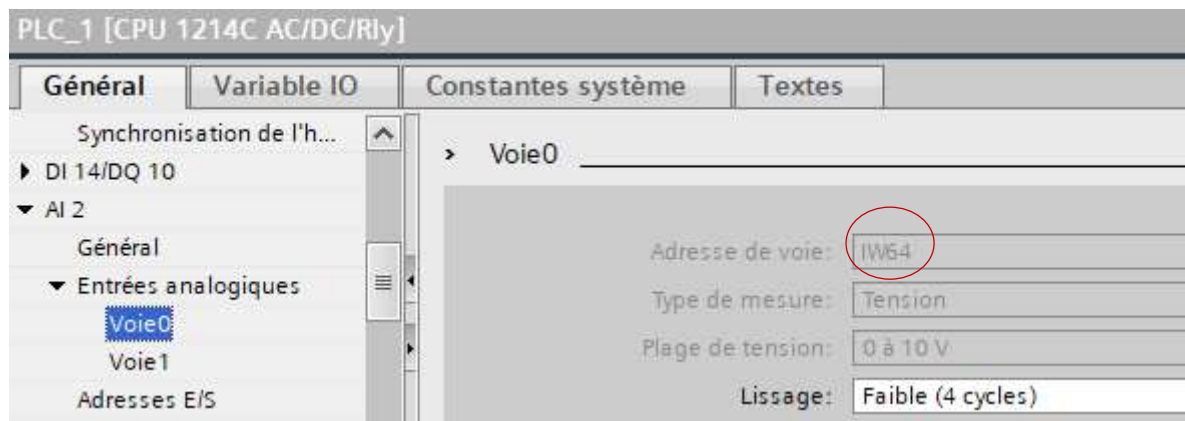 PLC_1 [CPU 1214C AC/DC/Rly]
Général Variable IO Constantes système Textes
Synchronisation de l'h...
DI 14/DQ 10
AI 2
Général
Entrées analogiques
Voie0
Voie1
Adresses E/S
Voie0
Adresse de voie: IW64
Type de mesure: Tension
Plage de tension: 0 à 10 V
Lissage: Faible (4 cycles)